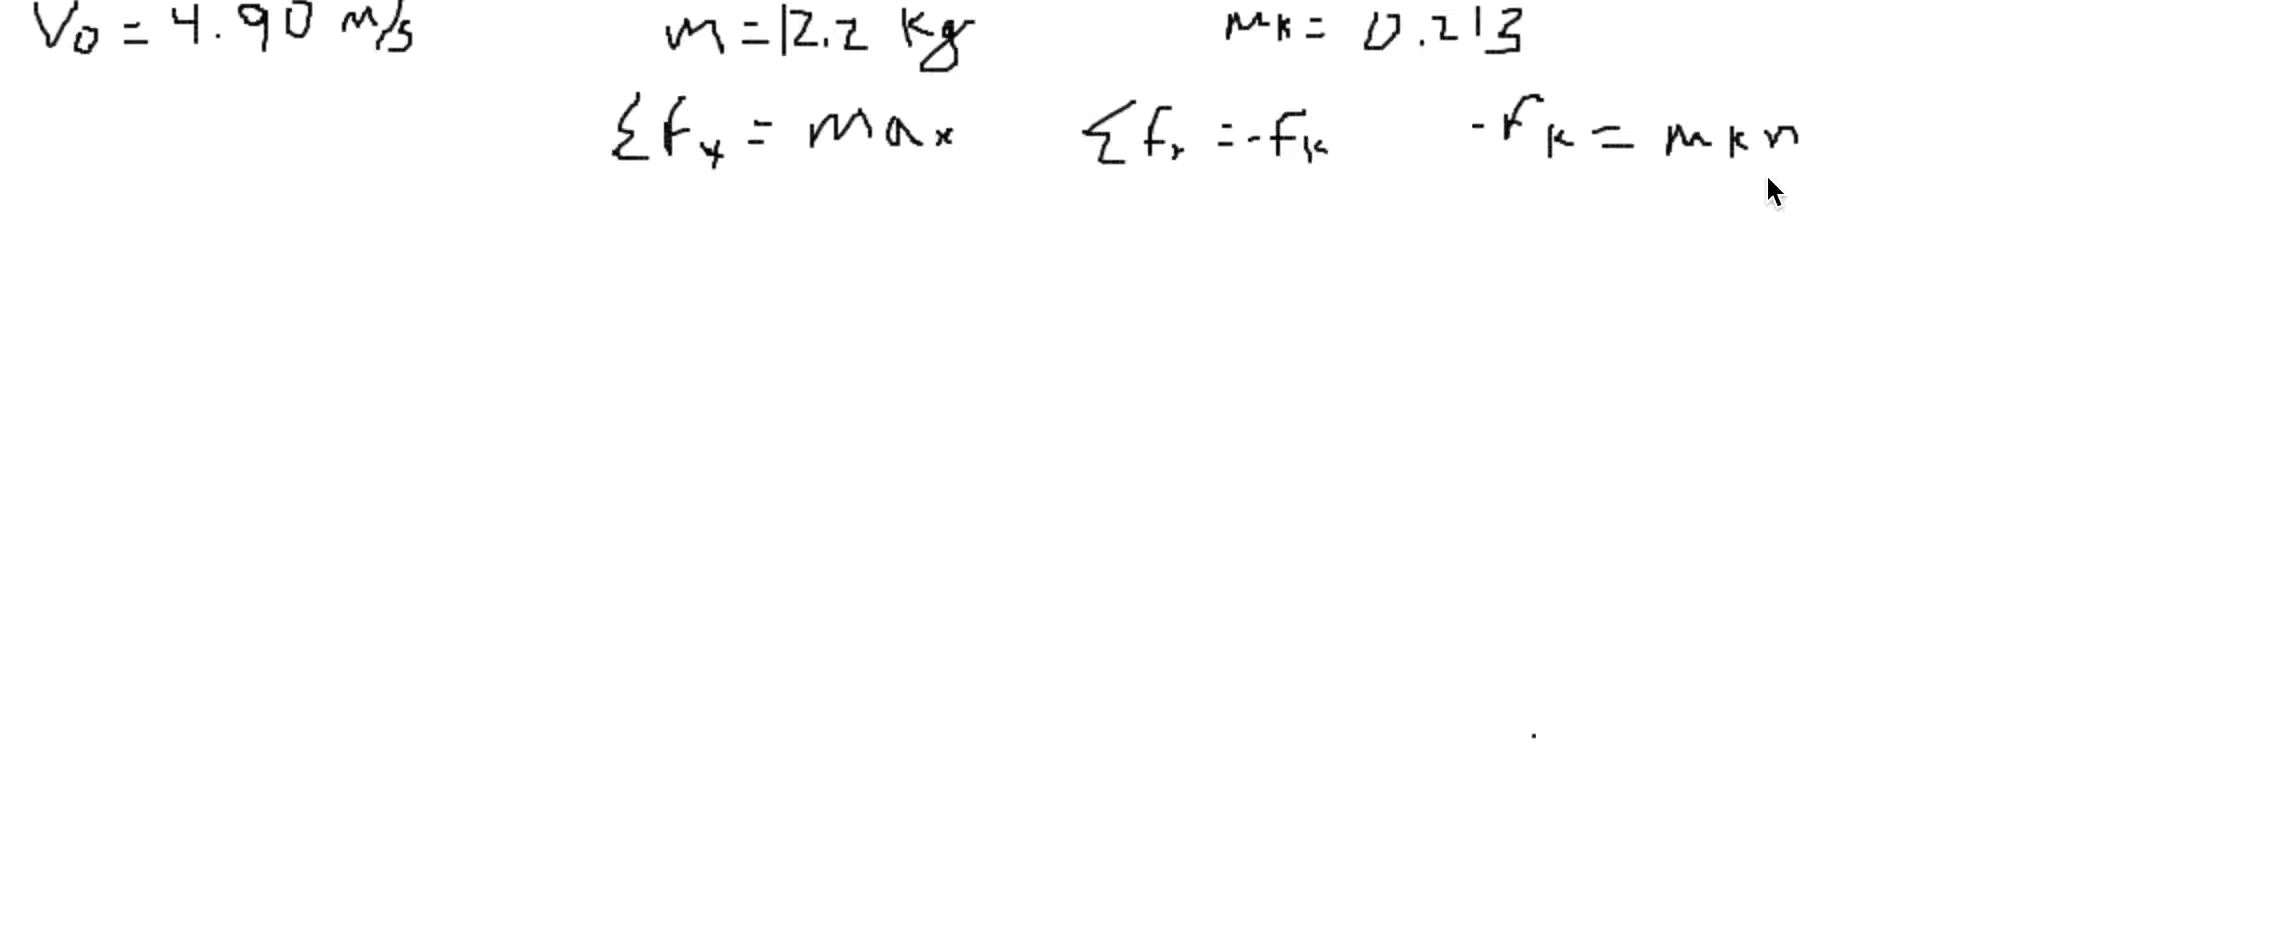 V₀ = 4.90 m/s m = 12.2 kg μₖ = 0.213
ΣFₓ = maₓ ΣFₓ = -Fₖ -Fₖ = μₖn